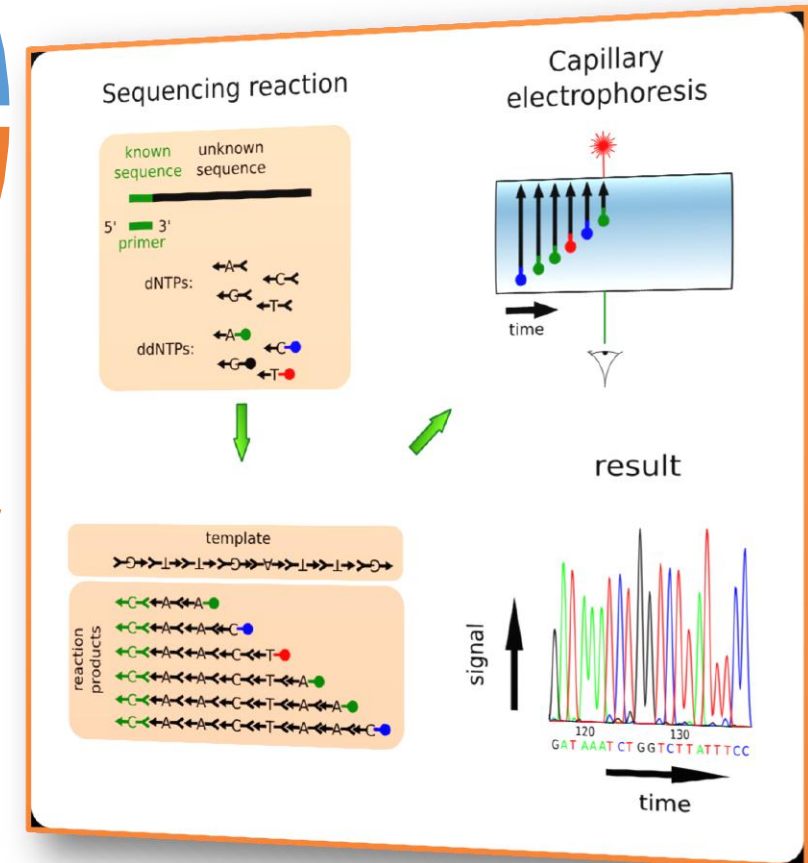 Sequencing reaction
known sequence
unknown sequence
5' 3'
primer
dNTPs:
A
C
G
T
ddNTPs:
A
C
G
T
Capillary
electrophoresis
time
template
G T T G A T T G
reaction
products
C A A
C A A C
C A A C T
C A A C T A
C A A C T A A
C A A C T A A C
result
signal
120 130
GATAAATCTGGTCTTATTTCC
time